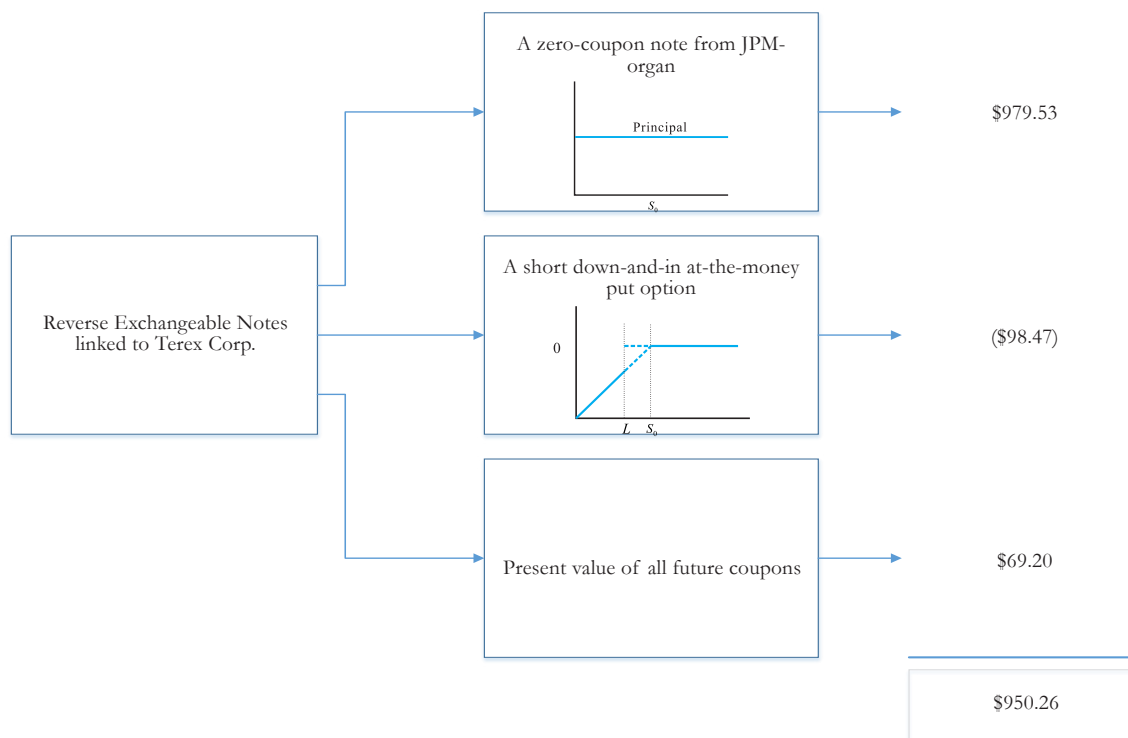 A zero-coupon note from JPM-
organ
Principal
S₀
$979.53
Reverse Exchangeable Notes
linked to Terex Corp.
A short down-and-in at-the-money
put option
0
L S₀
($98.47)
Present value of all future coupons
$69.20
$950.26